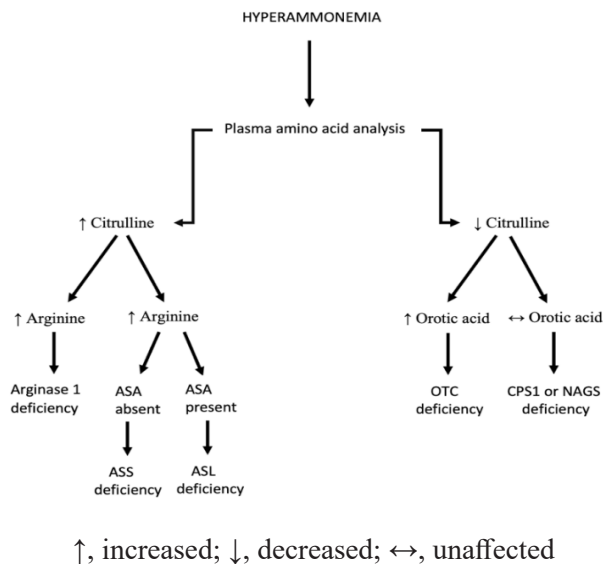 HYPERAMMONEMIA
Plasma amino acid analysis
↑ Citrulline
↓ Citrulline
↑ Arginine
↑ Arginine
↑ Orotic acid
↔ Orotic acid
Arginase 1
deficiency
ASA
absent
ASA
present
OTC
deficiency
CPS1 or NAGS
deficiency
ASS
deficiency
ASL
deficiency
↑, increased; ↓, decreased; ↔, unaffected